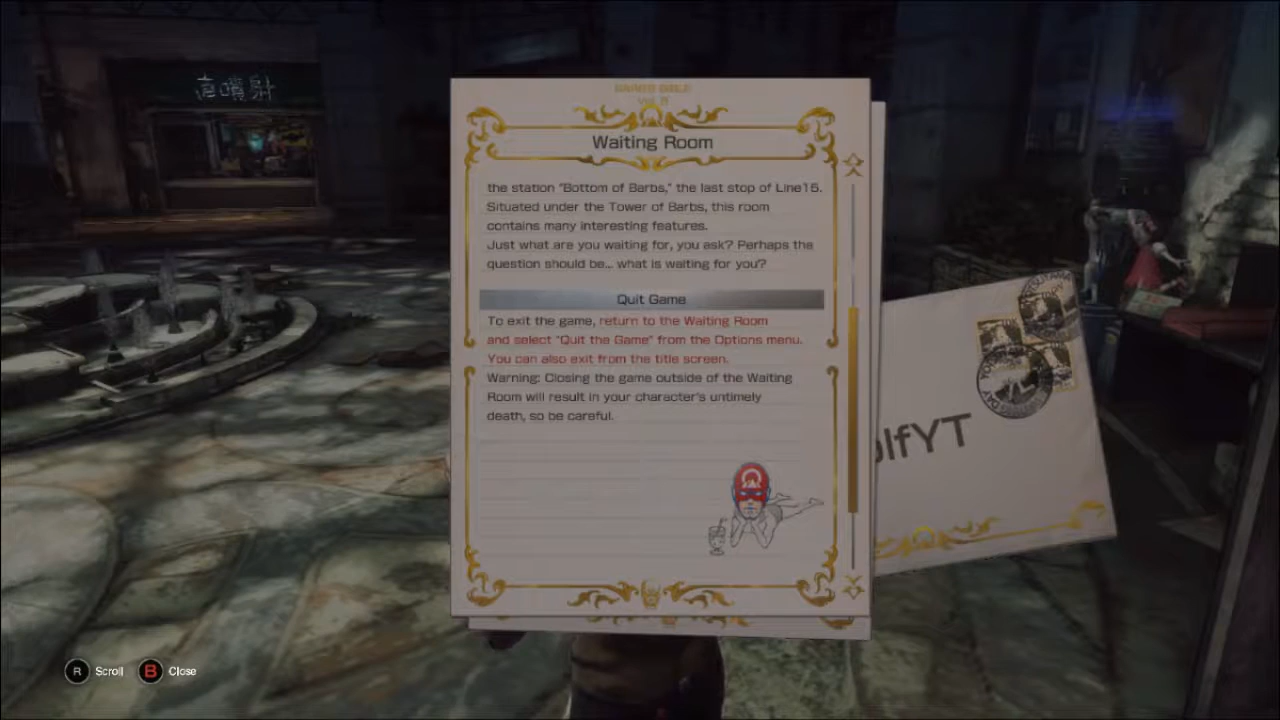 Waiting Room
the station "Bottom of Barbs," the last stop of Line15.
Situated under the Tower of Barbs, this room
contains many interesting features.
Just what are you waiting for, you ask? Perhaps the
question should be... what is waiting for you?
Quit Game
To exit the game, return to the Waiting Room
and select "Quit the Game" from the Options menu.
You can also exit from the title screen.
Warning: Closing the game outside of the Waiting
Room will result in your character's untimely
death, so be careful.
lfYT
R Scroll B Close